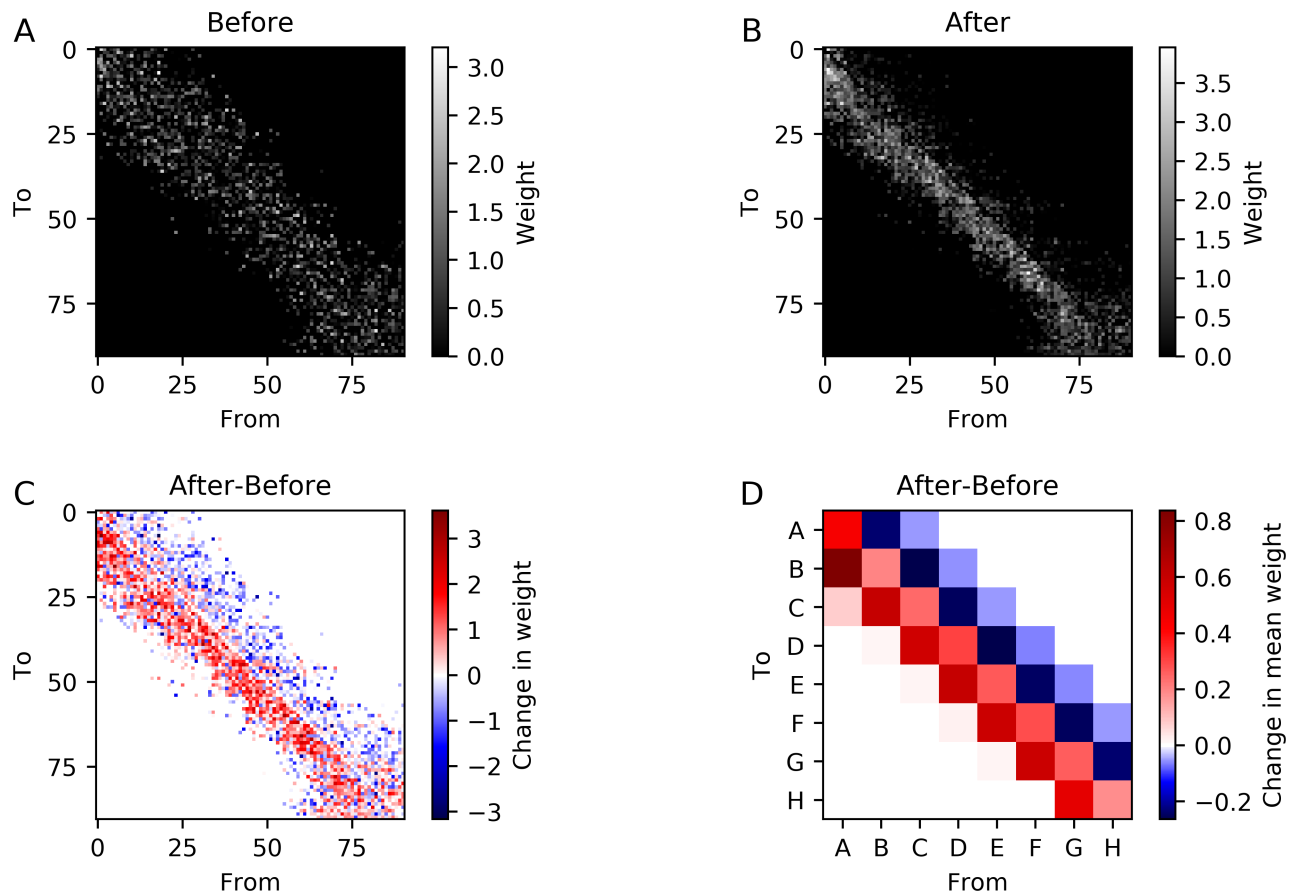 A
Before
0
25
50
75
To
0
25
50
75
From
3.0
2.5
2.0
1.5
1.0
0.5
0.0
Weight
B
After
0
25
50
75
To
0
25
50
75
From
3.5
3.0
2.5
2.0
1.5
1.0
0.5
0.0
Weight
C
After-Before
0
25
50
75
To
0
25
50
75
From
3
2
1
0
−1
−2
−3
Change in weight
D
After-Before
A
B
C
D
E
F
G
H
To
A B C D E F G H
From
0.8
0.6
0.4
0.2
0.0
−0.2
Change in mean weight